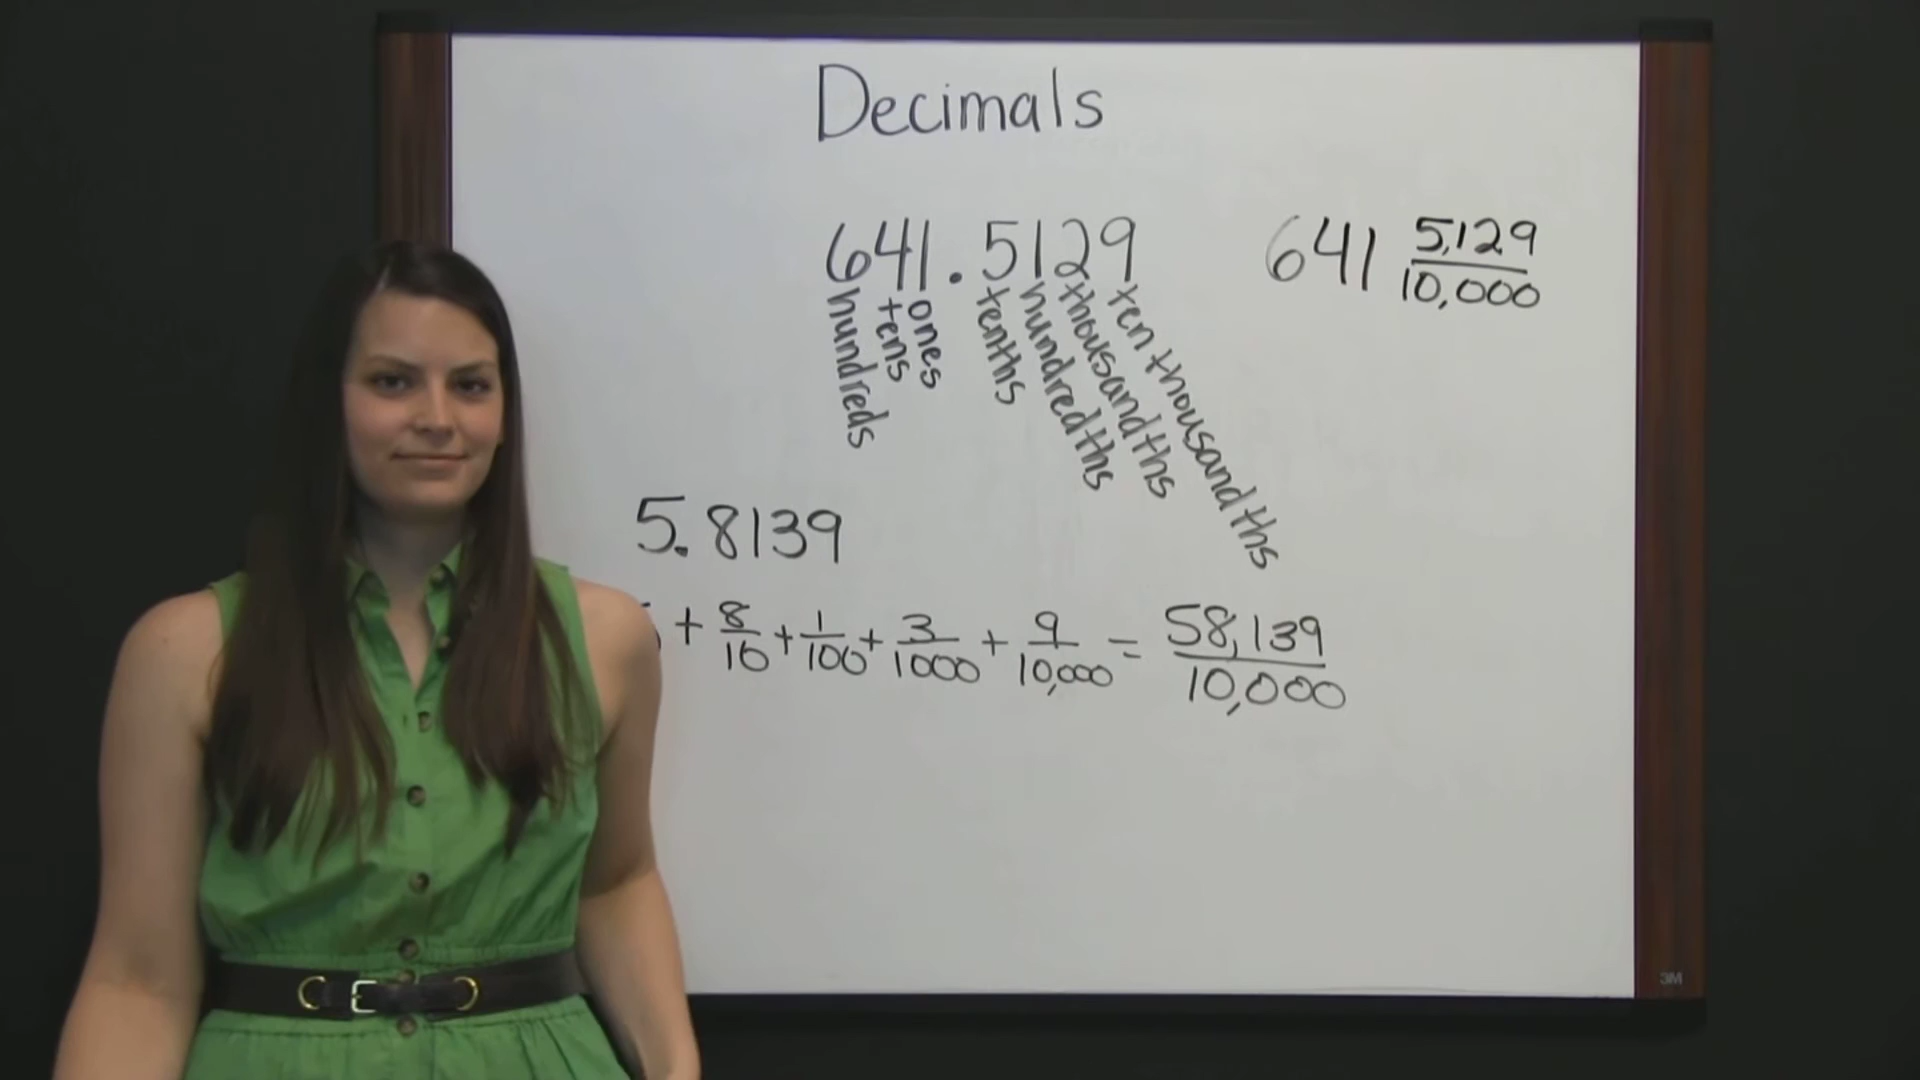 Decimals
641.5129
641 5,129/10,000
hundreds
tens
ones
tenths
hundredths
thousandths
ten thousandths
5.8139
+ 8/10 + 1/100 + 3/1000 + 9/10,000 = 58,139/10,000
3M